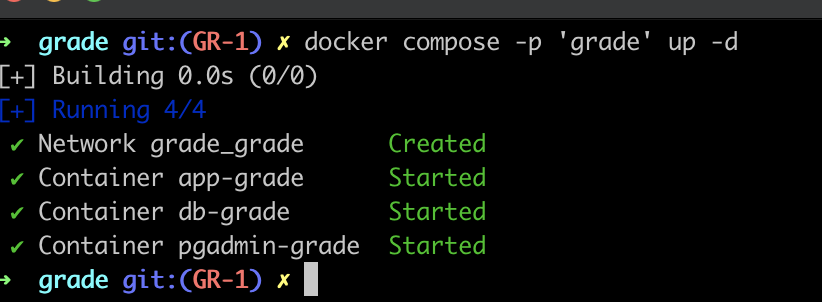 ➜ grade git:(GR-1) ✗ docker compose -p 'grade' up -d
[+] Building 0.0s (0/0)
[+] Running 4/4
✔ Network grade_grade Created
✔ Container app-grade Started
✔ Container db-grade Started
✔ Container pgadmin-grade Started
➜ grade git:(GR-1) ✗